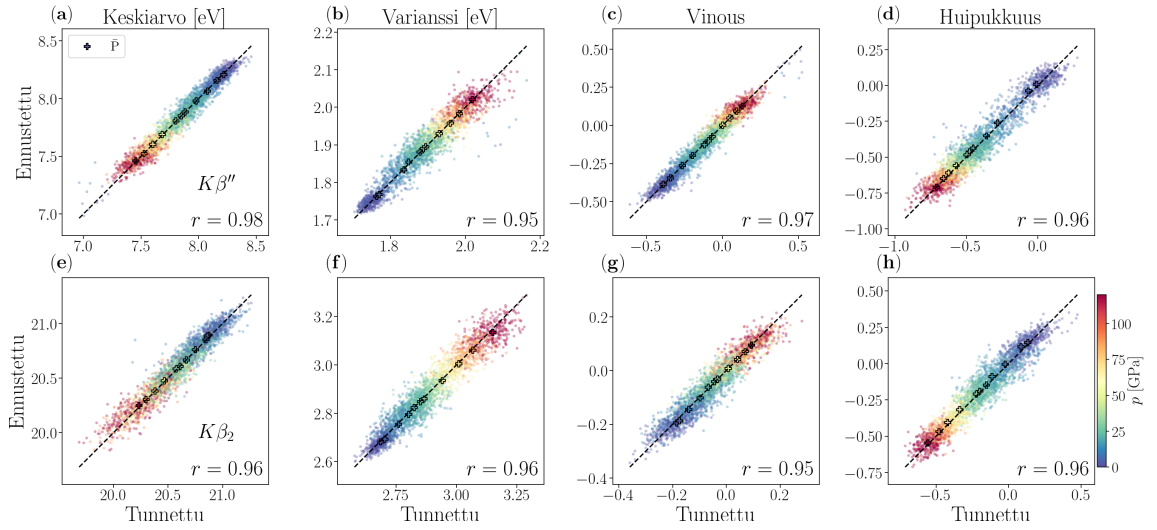 (a) Keskiarvo [eV]
(b) Varianssi [eV]
(c) Vinous
(d) Huipukkuus
Ennustettu
8.5
8.0
7.5
7.0
7.0 7.5 8.0 8.5
P̄
Kβ′′
r = 0.98
2.2
2.1
2.0
1.9
1.8
1.7
1.8 2.0 2.2
r = 0.95
0.50
0.25
0.00
−0.25
−0.50
−0.5 0.0 0.5
r = 0.97
0.25
0.00
−0.25
−0.50
−0.75
−1.00
−1.0 −0.5 0.0
r = 0.96
(e)
(f)
(g)
(h)
Ennustettu
21.0
20.5
20.0
20.0 20.5 21.0
Kβ₂
r = 0.96
Tunnettu
3.2
3.0
2.8
2.6
2.75 3.00 3.25
r = 0.96
Tunnettu
0.2
0.0
−0.2
−0.4
−0.4 −0.2 0.0 0.2
r = 0.95
Tunnettu
0.50
0.25
0.00
−0.25
−0.50
−0.75
−0.5 0.0 0.5
r = 0.96
Tunnettu
100
75
50
25
0
p [GPa]